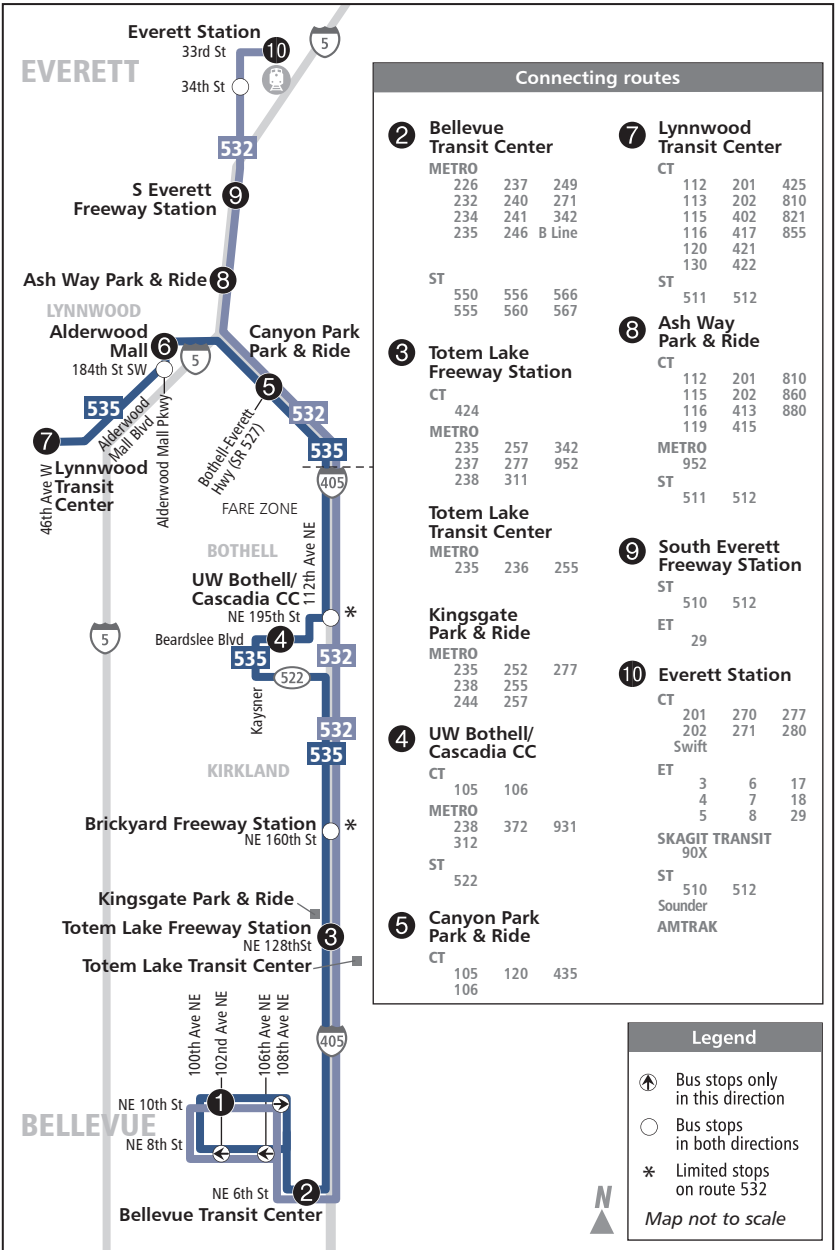 Everett Station
33rd St
10
5
EVERETT
34th St
532
S Everett
Freeway Station
9
Ash Way Park & Ride
8
LYNNWOOD
Alderwood
Mall
6
184th St SW
5
Canyon Park
Park & Ride
5
532
535
535
Alderwood
Mall Blvd
Alderwood Mall Pkwy
Bothell-Everett
Hwy (SR 527)
7
Lynnwood
Transit
Center
46th Ave W
405
FARE ZONE
BOTHELL
112th Ave NE
UW Bothell/
Cascadia CC
NE 195th St
*
Beardslee Blvd
4
5
535
532
522
Kaysner
532
535
KIRKLAND
Brickyard Freeway Station
*
NE 160th St
Kingsgate Park & Ride
Totem Lake Freeway Station
3
NE 128thSt
Totem Lake Transit Center
100th Ave NE
102nd Ave NE
106th Ave NE
108th Ave NE
405
NE 10th St
1
BELLEVUE
NE 8th St
NE 6th St
2
Bellevue Transit Center
Connecting routes
2 Bellevue
Transit Center
METRO
226 237 249
232 240 271
234 241 342
235 246 B Line
ST
550 556 566
555 560 567
3 Totem Lake
Freeway Station
CT
424
METRO
235 257 342
237 277 952
238 311
Totem Lake
Transit Center
METRO
235 236 255
Kingsgate
Park & Ride
METRO
235 252 277
238 255
244 257
4 UW Bothell/
Cascadia CC
CT
105 106
METRO
238 372 931
312
ST
522
5 Canyon Park
Park & Ride
CT
105 120 435
106
7 Lynnwood
Transit Center
CT
112 201 425
113 202 810
115 402 821
116 417 855
120 421
130 422
ST
511 512
8 Ash Way
Park & Ride
CT
112 201 810
115 202 860
116 413 880
119 415
METRO
952
ST
511 512
9 South Everett
Freeway STation
ST
510 512
ET
29
10 Everett Station
CT
201 270 277
202 271 280
Swift
ET
3 6 17
4 7 18
5 8 29
SKAGIT TRANSIT
90X
ST
510 512
Sounder
AMTRAK
Legend
Bus stops only
in this direction
Bus stops
in both directions
* Limited stops
on route 532
N
Map not to scale